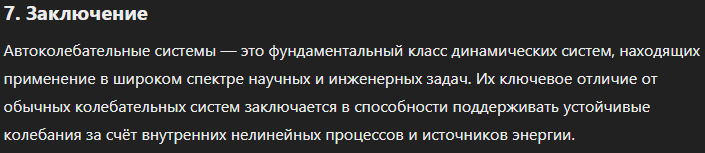 7. Заключение
Автоколебательные системы — это фундаментальный класс динамических систем, находящих
применение в широком спектре научных и инженерных задач. Их ключевое отличие от
обычных колебательных систем заключается в способности поддерживать устойчивые
колебания за счёт внутренних нелинейных процессов и источников энергии.